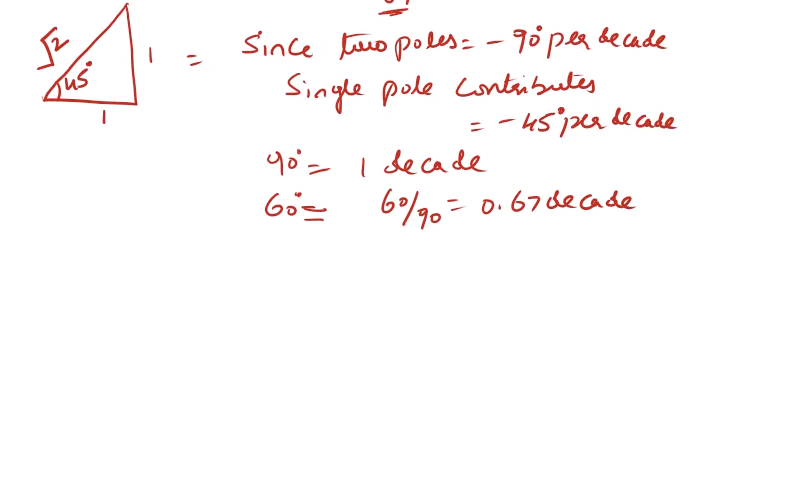 √2
1
45°
1
= Since two poles = - 90° per decade
Single pole contributes
= - 45° per decade
90° = 1 decade
60° = 60/90 = 0.67 decade